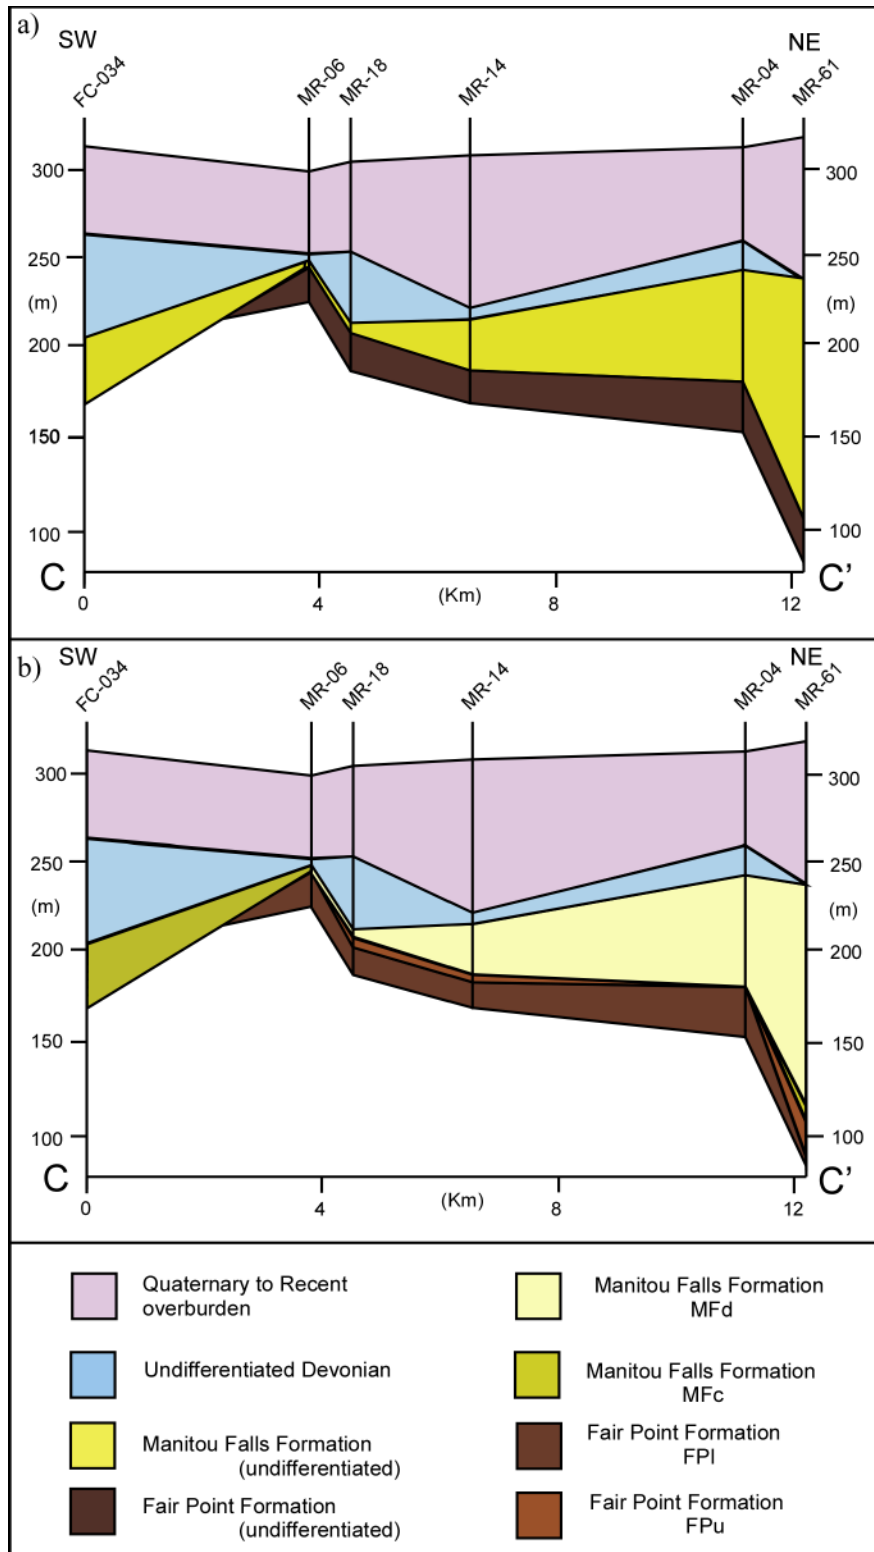 a)
SW
NE
FC-034
MR-06
MR-18
MR-14
MR-04
MR-61
300
300
250
250
(m)
(m)
200
200
150
150
100
100
C
C’
0
4
(Km)
8
12
b)
SW
NE
FC-034
MR-06
MR-18
MR-14
MR-04
MR-61
300
300
250
250
(m)
(m)
200
200
150
150
100
100
C
C’
0
4
(Km)
8
12
Quaternary to Recent
overburden
Undifferentiated Devonian
Manitou Falls Formation
(undifferentiated)
Fair Point Formation
(undifferentiated)
Manitou Falls Formation
MFd
Manitou Falls Formation
MFc
Fair Point Formation
FPl
Fair Point Formation
FPu